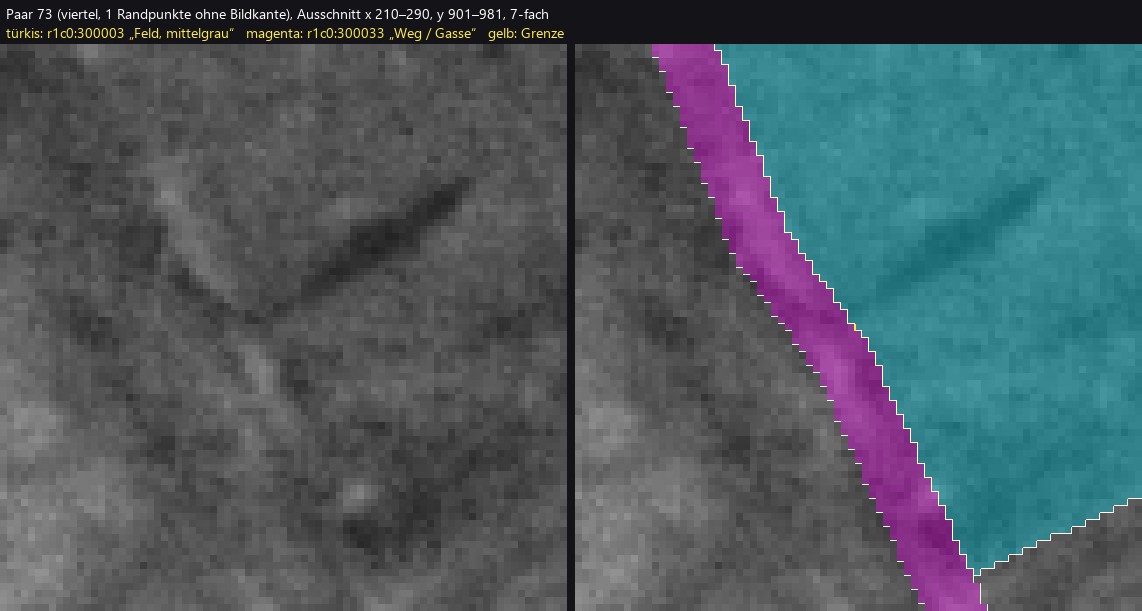 Paar 73 (viertel, 1 Randpunkte ohne Bildkante), Ausschnitt x 210–290, y 901–981, 7-fach
türkis: r1c0:300003 „Feld, mittelgrau“ magenta: r1c0:300033 „Weg / Gasse“ gelb: Grenze